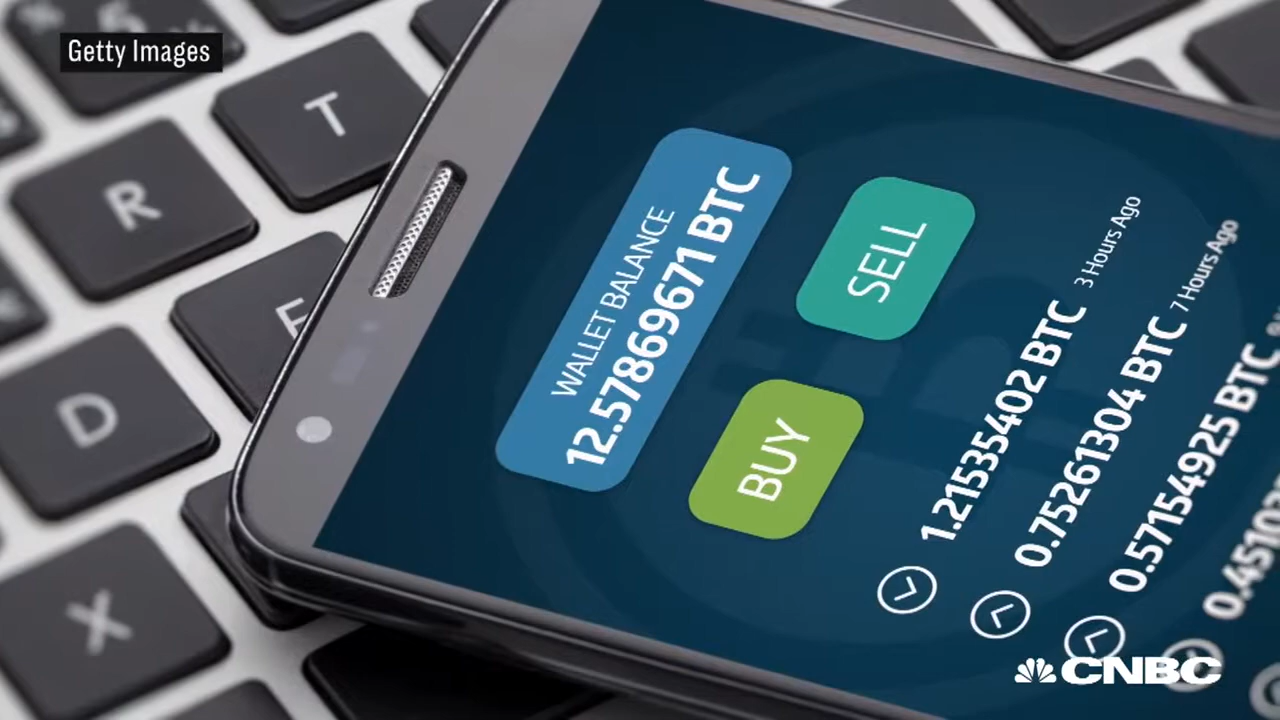 Getty Images
T
R
D
X
WALLET BALANCE
12.57869671 BTC
BUY
SELL
1.21535402 BTC 3 Hours Ago
0.75261304 BTC 7 Hours Ago
0.57154925 BTC
CNBC